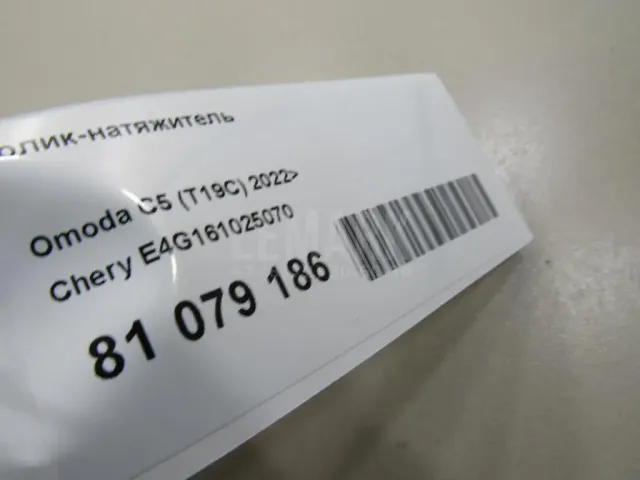 олик-натяжитель
Omoda C5 (T19C) 2022>
Chery E4G161025070
81 079 186